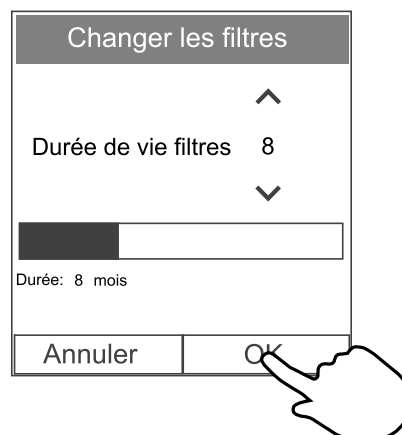 Changer les filtres
Durée de vie filtres 8
Durée: 8 mois
Annuler OK